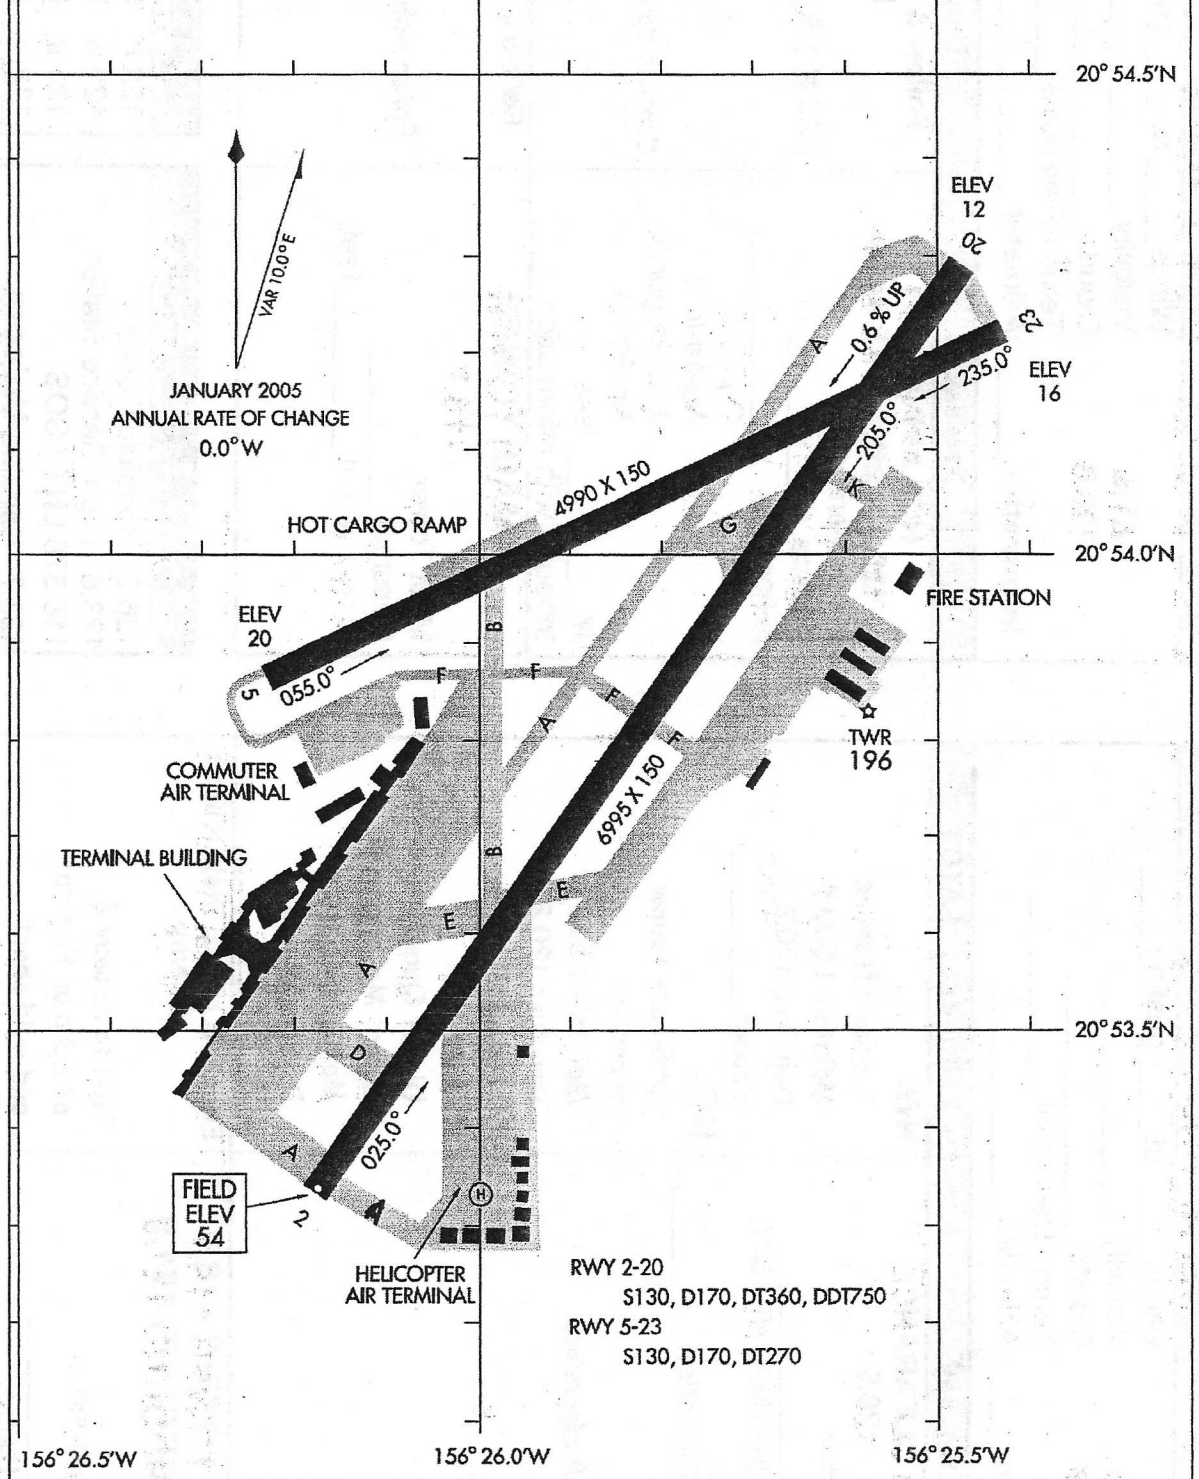 20° 54.5'N
ELEV
12
20
VAR 10.0°E
0.6 % UP
A
23
235.0°
ELEV
16
JANUARY 2005
ANNUAL RATE OF CHANGE
0.0° W
205.0°
4990 X 150
K
HOT CARGO RAMP
G
20° 54.0'N
FIRE STATION
ELEV
20
B
5
055.0°
F
F
F
A
F
TWR
196
COMMUTER
AIR TERMINAL
6995 X 150
TERMINAL BUILDING
B
E
E
A
20° 53.5'N
D
025.0°
A
FIELD
ELEV
54
H
2
A
HELICOPTER
AIR TERMINAL
RWY 2-20
S130, D170, DT360, DDT750
RWY 5-23
S130, D170, DT270
156° 26.5'W
156° 26.0'W
156° 25.5'W